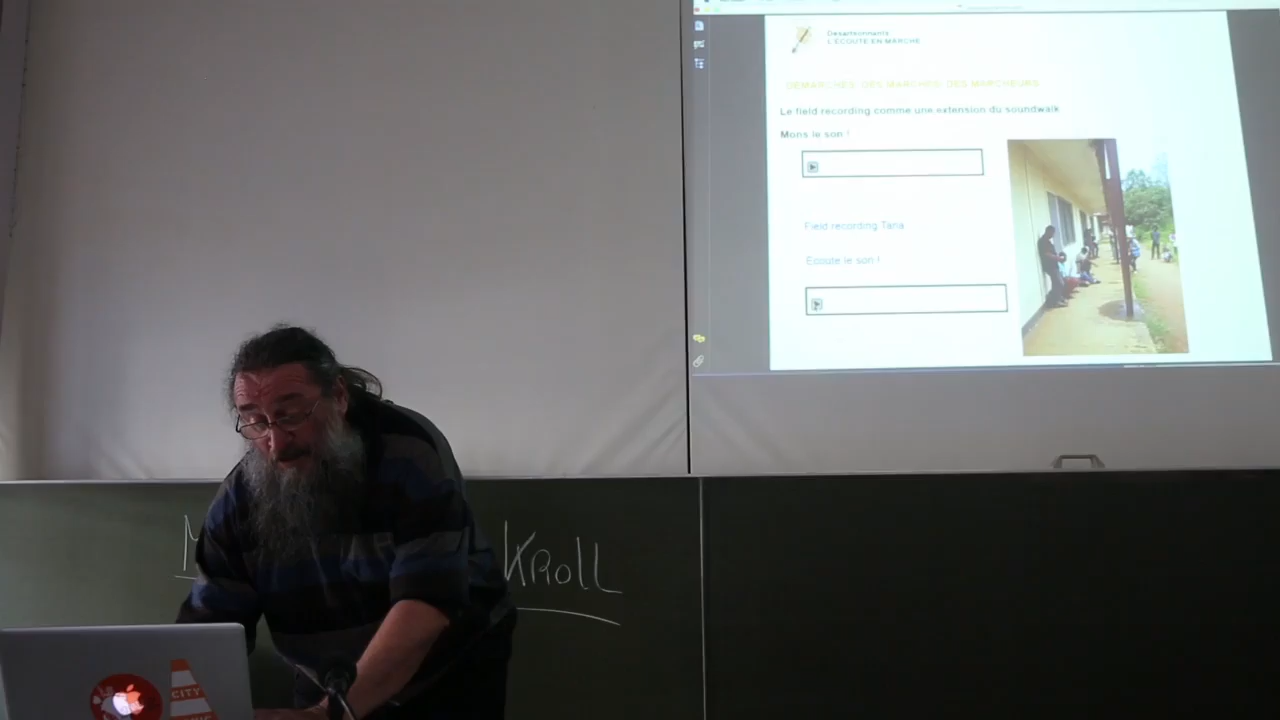 Desartsonnants
L'ÉCOUTE EN MARCHE
DÉMARCHES, DES MARCHES, DES MARCHEURS
Le field recording comme une extension du soundwalk
Mons le son !
Field recording Tana
Écoute le son !
KROLL
CITY